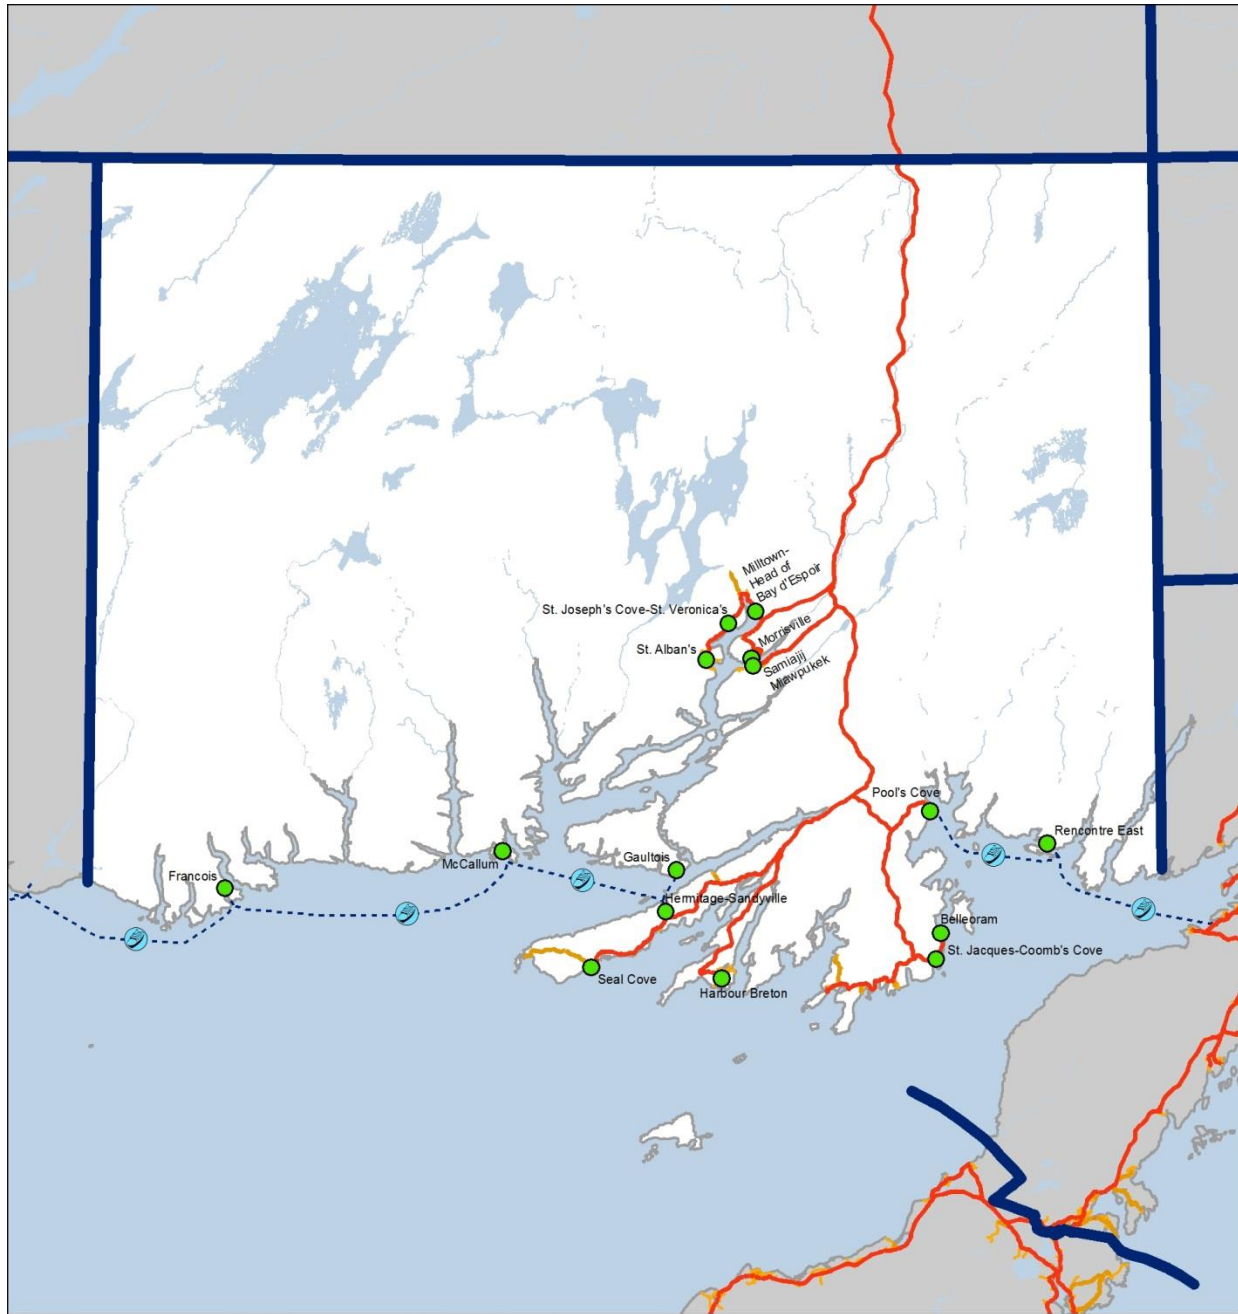 Milltown-
Head of
Bay d'Espoir
St. Joseph's Cove-St. Veronica's
Morrisville
St. Alban's
Samiajij
Miawpukek
Pool's Cove
Rencontre East
McCallum
Gaultois
Francois
Hermitage-Sandyville
Belleoram
St. Jacques-Coomb's Cove
Seal Cove
Harbour Breton